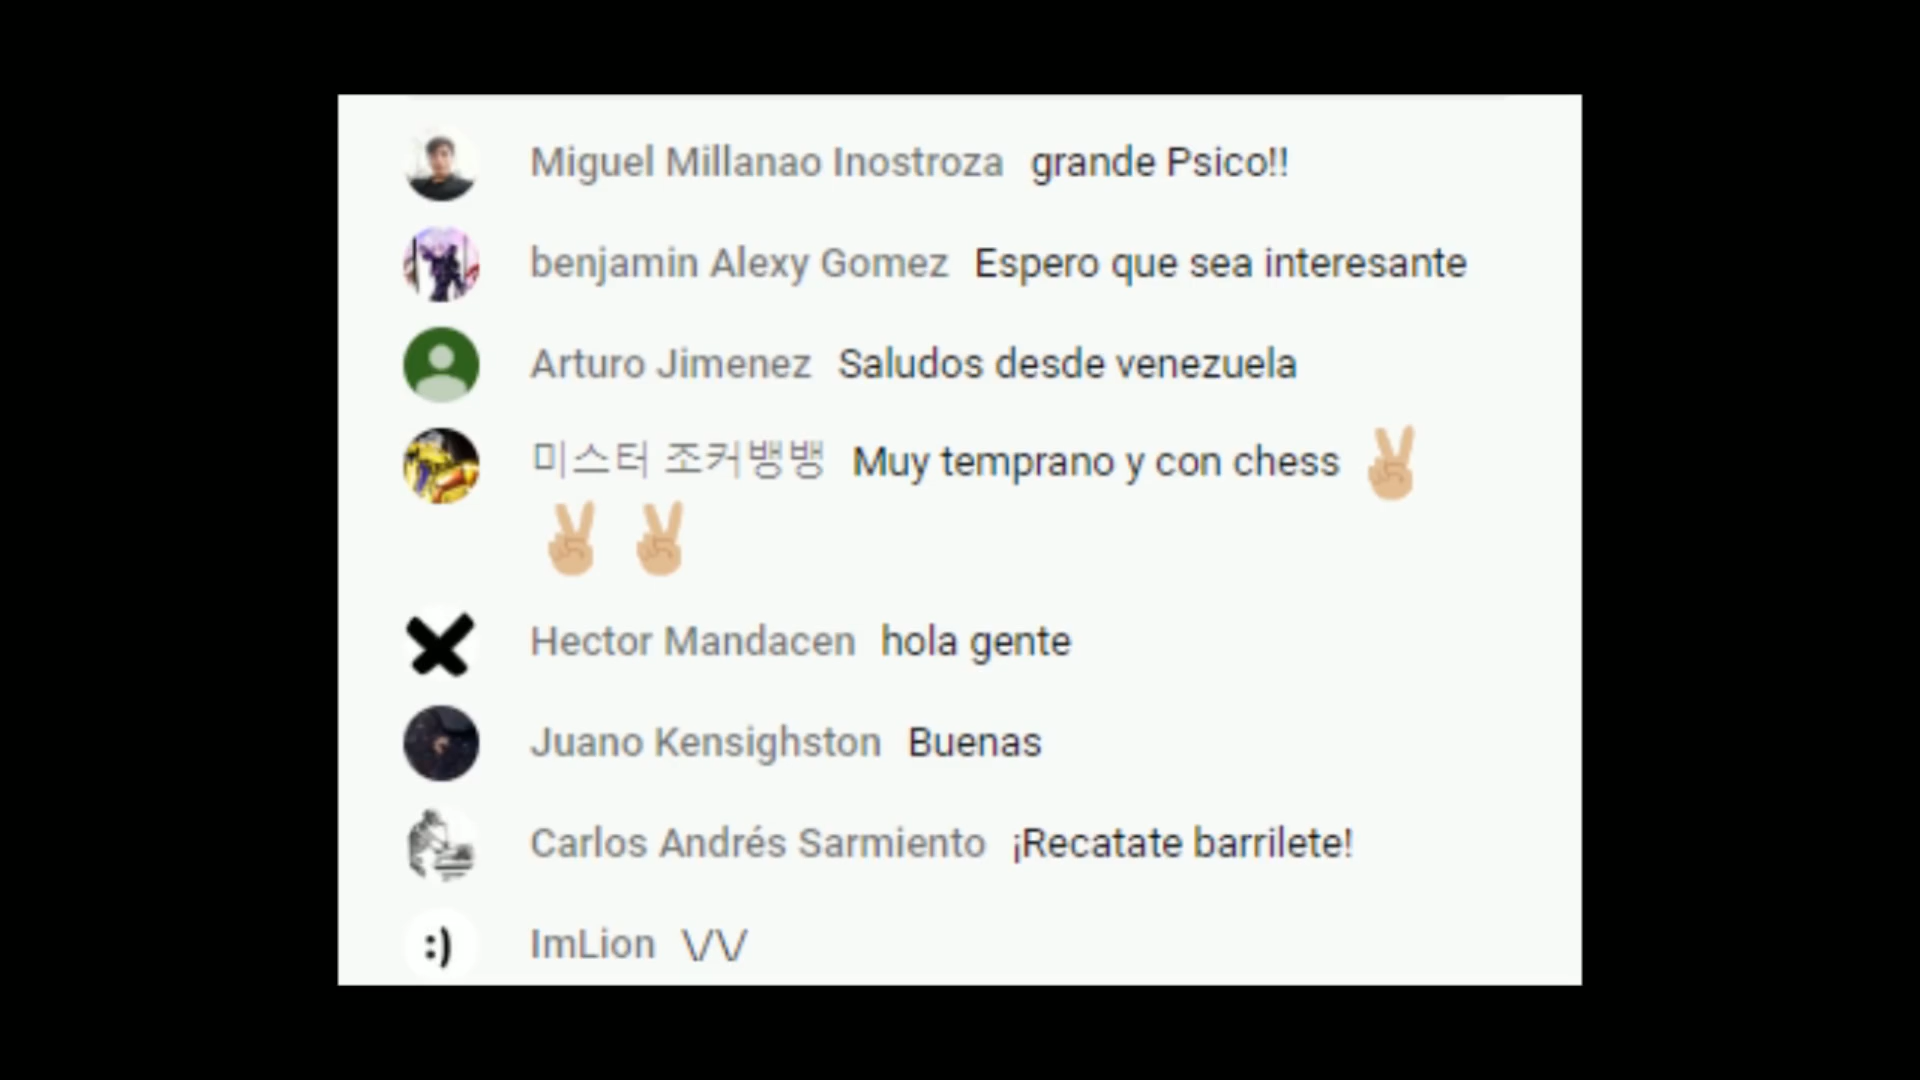 Miguel Millanao Inostroza grande Psico!!
benjamin Alexy Gomez Espero que sea interesante
Arturo Jimenez Saludos desde venezuela
미스터 조커뱅뱅 Muy temprano y con chess ✌🏼
✌🏼 ✌🏼
Hector Mandacen hola gente
Juano Kensighston Buenas
Carlos Andrés Sarmiento ¡Recatate barrilete!
:) ImLion \/\/